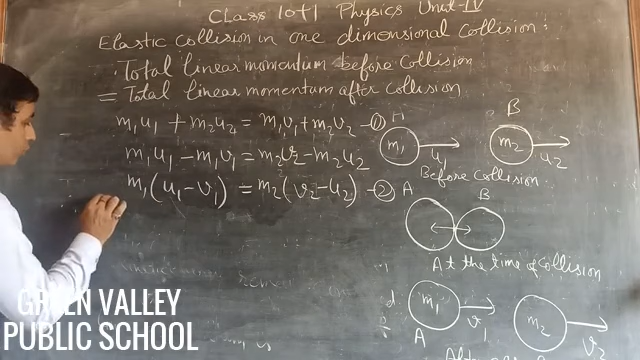 Class 10+1 Physics Unit-IV
Elastic Collision in one dimensional collision:
Total linear momentum before collision
= Total linear momentum after collision
m₁u₁ + m₂u₂ = m₁v₁ + m₂v₂ -①
m₁u₁ - m₁v₁ = m₂v₂ - m₂u₂
m₁(u₁-v₁) = m₂(v₂-u₂) -②
A
B
m₁
u₁
m₂
u₂
Before collision
A
B
At the time of collision
m₁
v₁
A
m₂
v₂
GREEN VALLEY
PUBLIC SCHOOL